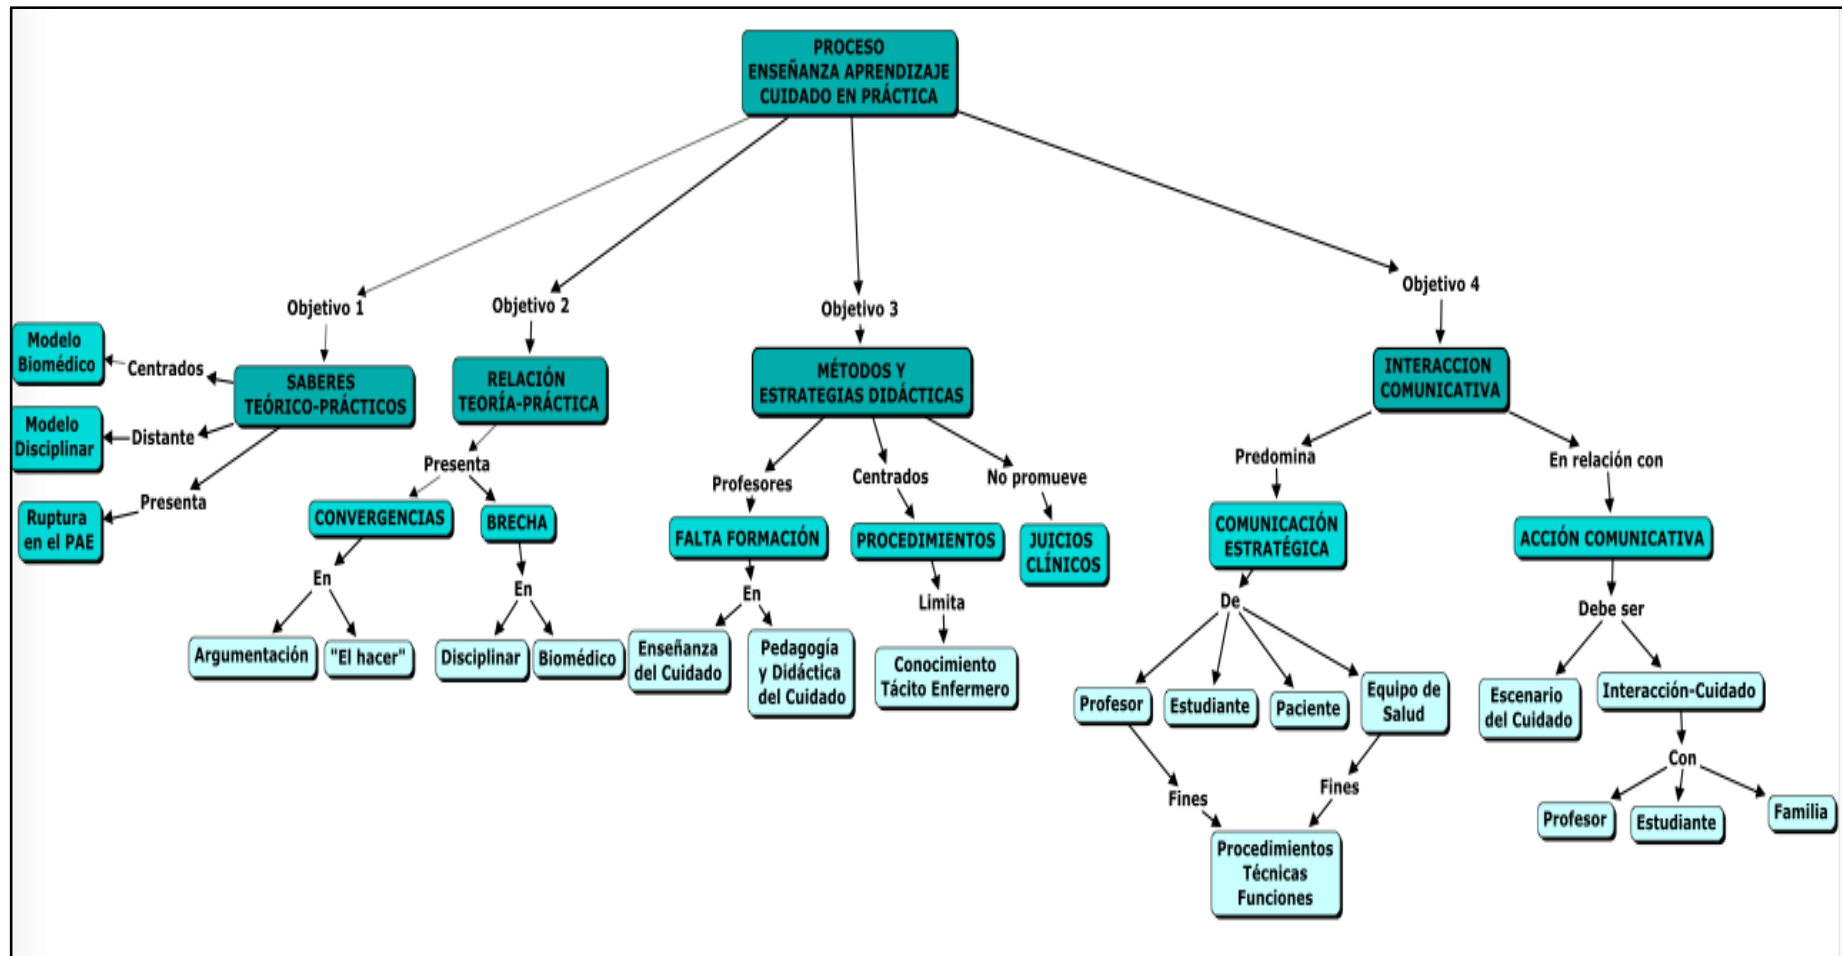 PROCESO
ENSEÑANZA APRENDIZAJE
CUIDADO EN PRÁCTICA
Objetivo 1
Objetivo 2
Objetivo 3
Objetivo 4
Modelo
Biomédico
Centrados
SABERES
TEÓRICO-PRÁCTICOS
Modelo
Disciplinar
Distante
Presenta
Ruptura
en el PAE
RELACIÓN
TEORÍA-PRÁCTICA
Presenta
CONVERGENCIAS
BRECHA
En
En
Argumentación
"El hacer"
Disciplinar
Biomédico
MÉTODOS Y
ESTRATEGIAS DIDÁCTICAS
Profesores
Centrados
No promueve
FALTA FORMACIÓN
PROCEDIMIENTOS
JUICIOS
CLÍNICOS
En
Limita
Enseñanza
del Cuidado
Pedagogía
y Didáctica
del Cuidado
Conocimiento
Tácito Enfermero
INTERACCION
COMUNICATIVA
Predomina
En relación con
COMUNICACIÓN
ESTRATÉGICA
ACCIÓN COMUNICATIVA
De
Debe ser
Profesor
Estudiante
Paciente
Equipo de
Salud
Fines
Fines
Procedimientos
Técnicas
Funciones
Escenario
del Cuidado
Interacción-Cuidado
Con
Profesor
Estudiante
Familia